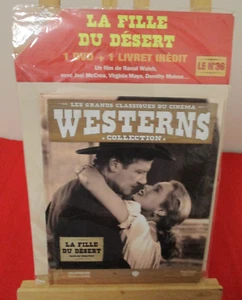 LA FILLE
DU DÉSERT
1 DVD + 1 LIVRET INÉDIT
Un film de Raoul Walsh,
avec Joel McCrea, Virginia Mayo, Dorothy Malone...
LE N°36
LES GRANDS CLASSIQUES DU CINÉMA
WESTERNS
COLLECTION
LA FILLE
DU DÉSERT